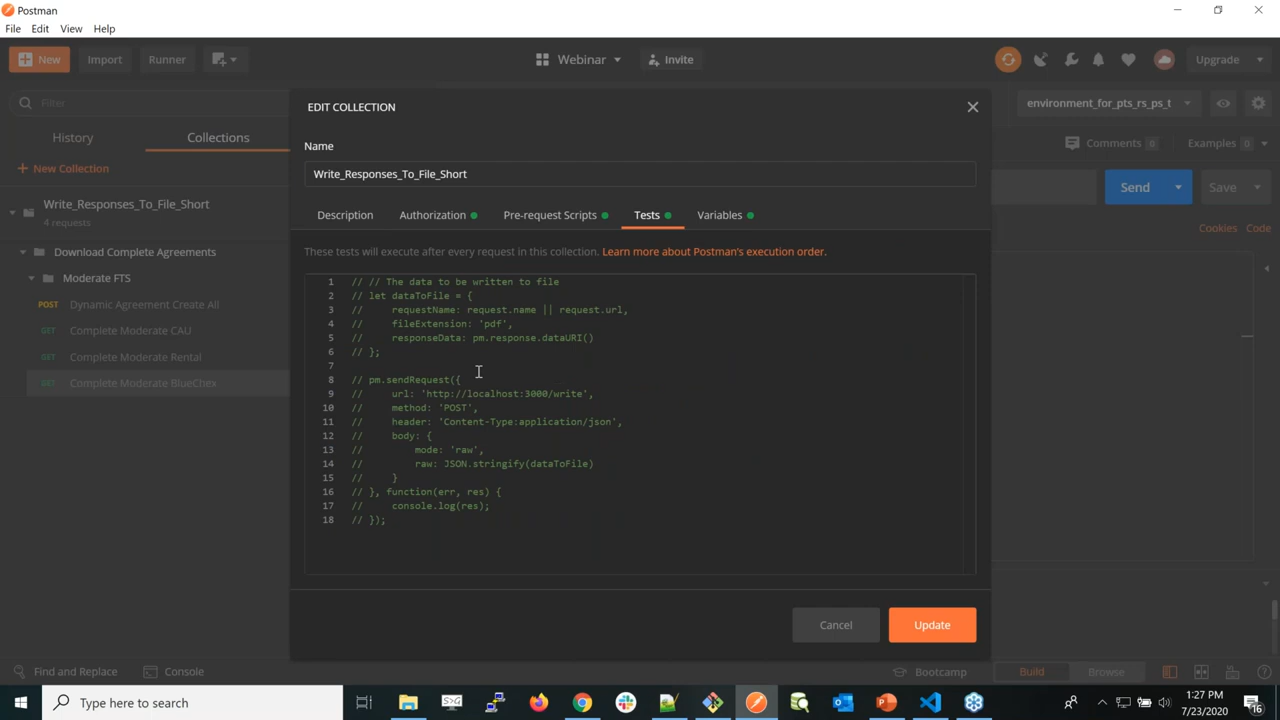 Postman
File Edit View Help
New Import Runner Webinar Invite Upgrade
Filter
History Collections
New Collection
Write_Responses_To_File_Short
4 requests
Download Complete Agreements
Moderate FTS
POST Dynamic Agreement Create All
GET Complete Moderate CAU
GET Complete Moderate Rental
GET Complete Moderate BlueChex
EDIT COLLECTION
Name
Write_Responses_To_File_Short
Description Authorization Pre-request Scripts Tests Variables
These tests will execute after every request in this collection. Learn more about Postman's execution order.
1 // // The data to be written to file
2 // let dataToFile = {
3 // requestName: request.name || request.url,
4 // fileExtension: 'pdf',
5 // responseData: pm.response.dataURI()
6 // };
7
8 // pm.sendRequest({
9 // url: 'http://localhost:3000/write',
10 // method: 'POST',
11 // header: 'Content-Type:application/json',
12 // body: {
13 // mode: 'raw',
14 // raw: JSON.stringify(dataToFile)
15 // }
16 // }, function(err, res) {
17 // console.log(res);
18 // });
Cancel Update
environment_for_pts_rs_ps_t
Comments 0 Examples 0
Send Save
Cookies Code
Find and Replace Console Bootcamp Build Browse
Type here to search
1:27 PM
7/23/2020
16